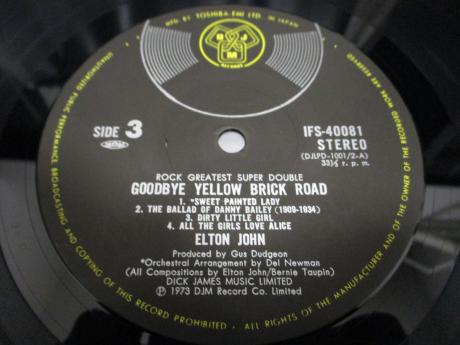 MFD. BY TOSHIBA-EMI LTD. IN JAPAN
DJM
RECORDS
SIDE 3
IFS-40081
STEREO
(DJLPD-1001/2-A)
33⅓ r. p. m.
ROCK GREATEST SUPER DOUBLE
GOODBYE YELLOW BRICK ROAD
1. *SWEET PAINTED LADY
2. THE BALLAD OF DANNY BAILEY (1909-1934)
3. DIRTY LITTLE GIRL
4. ALL THE GIRLS LOVE ALICE
ELTON JOHN
Produced by Gus Dudgeon
*Orchestral Arrangement by Del Newman
(All Compositions by Elton John/Bernie Taupin)
DICK JAMES MUSIC LIMITED
℗ 1973 DJM Record Co. Limited
UNAUTHORIZED PUBLIC PERFORMANCE, BROADCASTING AND COPYING OF THIS RECORD PROHIBITED · ALL RIGHTS OF THE MANUFACTURER AND OF THE OWNER OF THE RECORDED WORK ARE RESERVED